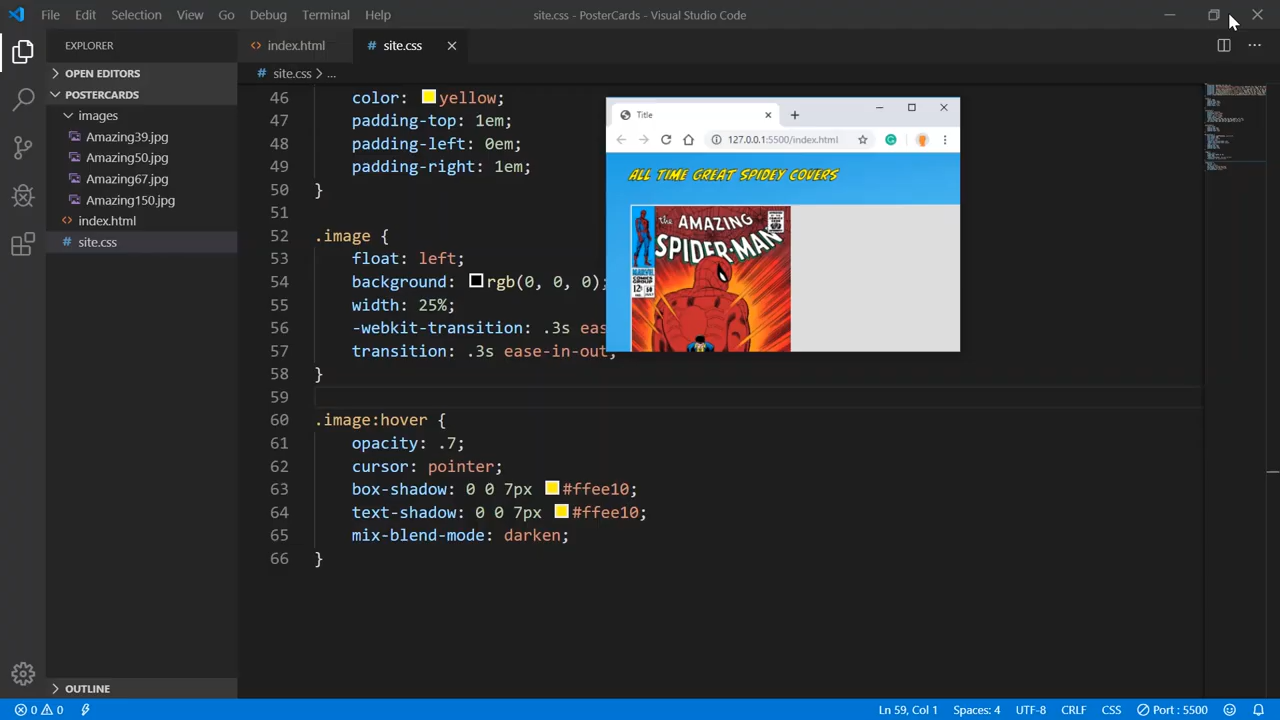 File Edit Selection View Go Debug Terminal Help
site.css - PosterCards - Visual Studio Code
EXPLORER
OPEN EDITORS
POSTERCARDS
images
Amazing39.jpg
Amazing50.jpg
Amazing67.jpg
Amazing150.jpg
index.html
site.css
OUTLINE
index.html
site.css
site.css > ...
46 color: yellow;
47 padding-top: 1em;
48 padding-left: 0em;
49 padding-right: 1em;
50 }
51
52 .image {
53 float: left;
54 background: rgb(0, 0, 0);
55 width: 25%;
56 -webkit-transition: .3s eas
57 transition: .3s ease-in-out;
58 }
59
60 .image:hover {
61 opacity: .7;
62 cursor: pointer;
63 box-shadow: 0 0 7px #ffee10;
64 text-shadow: 0 0 7px #ffee10;
65 mix-blend-mode: darken;
66 }
Title
127.0.0.1:5500/index.html
ALL TIME GREAT SPIDEY COVERS
the AMAZING
SPIDER-MAN
MARVEL
COMICS
GROUP
12¢
50
0 0
Ln 59, Col 1 Spaces: 4 UTF-8 CRLF CSS Port : 5500